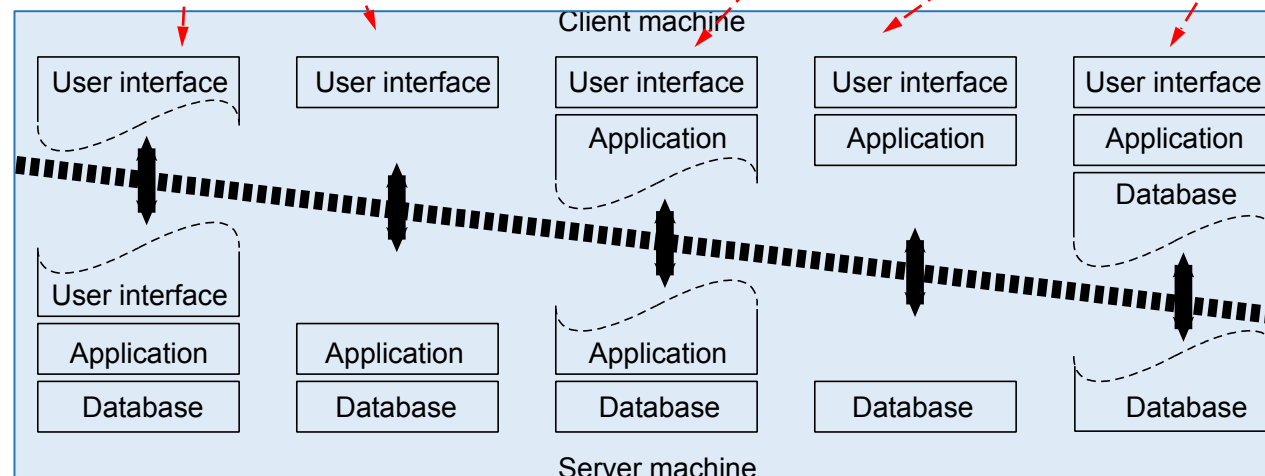 Client machine
User interface
User interface
User interface
User interface
User interface
Application
Application
Application
Database
User interface
Application
Application
Application
Database
Database
Database
Database
Database
Server machine